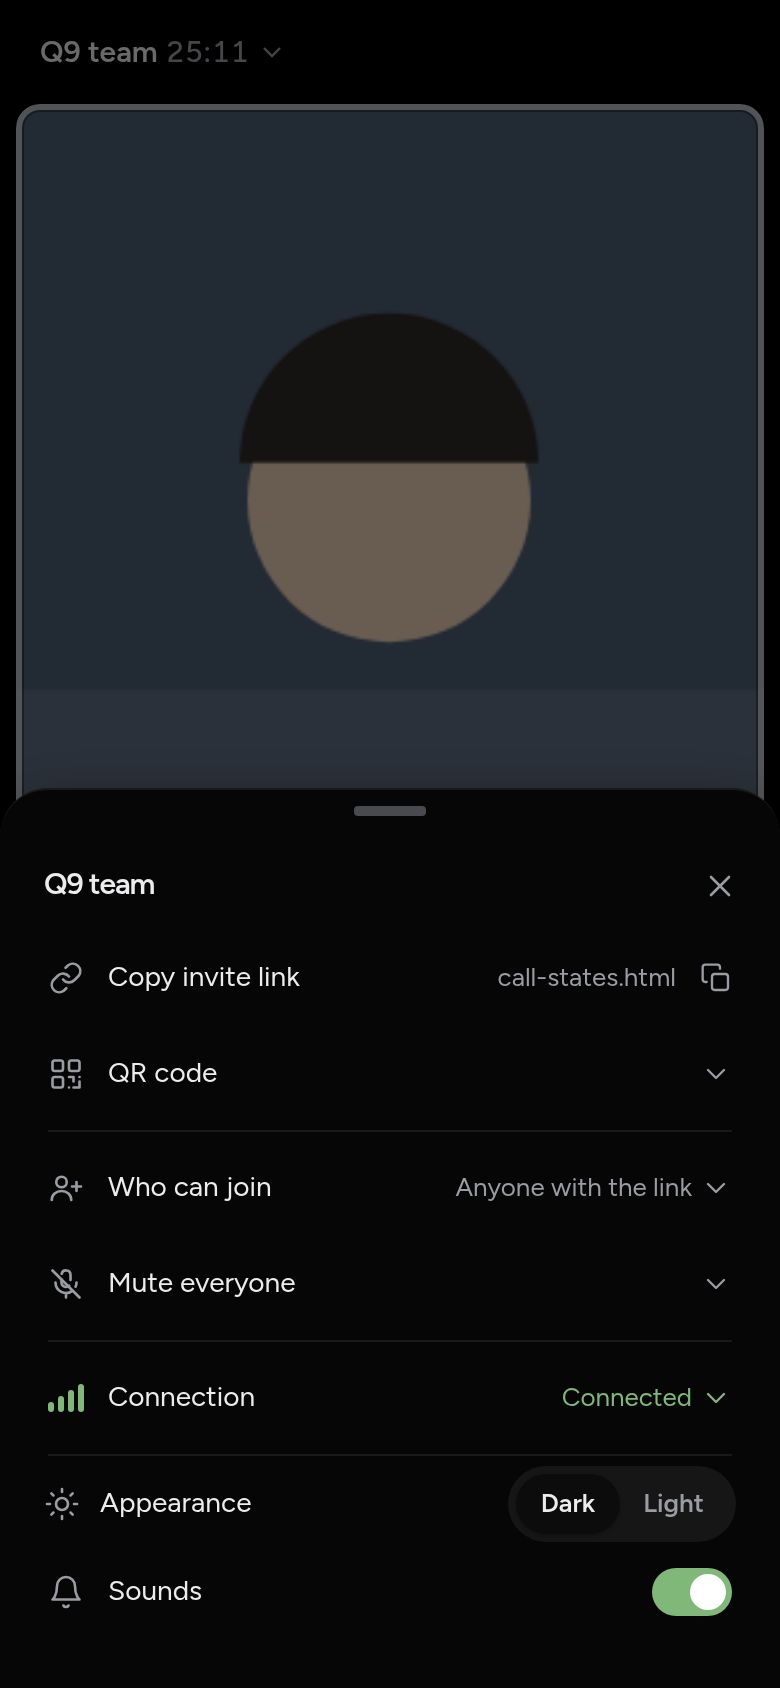 Q9 team 25:11
Q9 team
Copy invite link call-states.html
QR code
Who can join Anyone with the link
Mute everyone
Connection Connected
Appearance Dark Light
Sounds